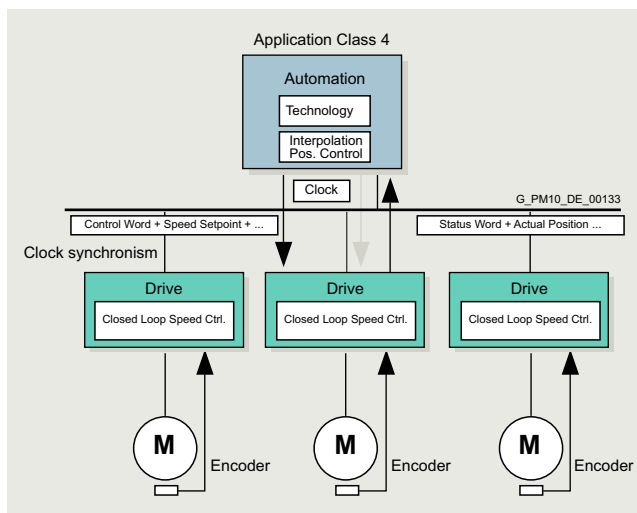 Application Class 4
Automation
Technology
Interpolation
Pos. Control
Clock
G_PM10_DE_00133
Control Word + Speed Setpoint + ...
Status Word + Actual Position ...
Clock synchronism
Drive
Drive
Drive
Closed Loop Speed Ctrl.
Closed Loop Speed Ctrl.
Closed Loop Speed Ctrl.
M
M
M
Encoder
Encoder
Encoder